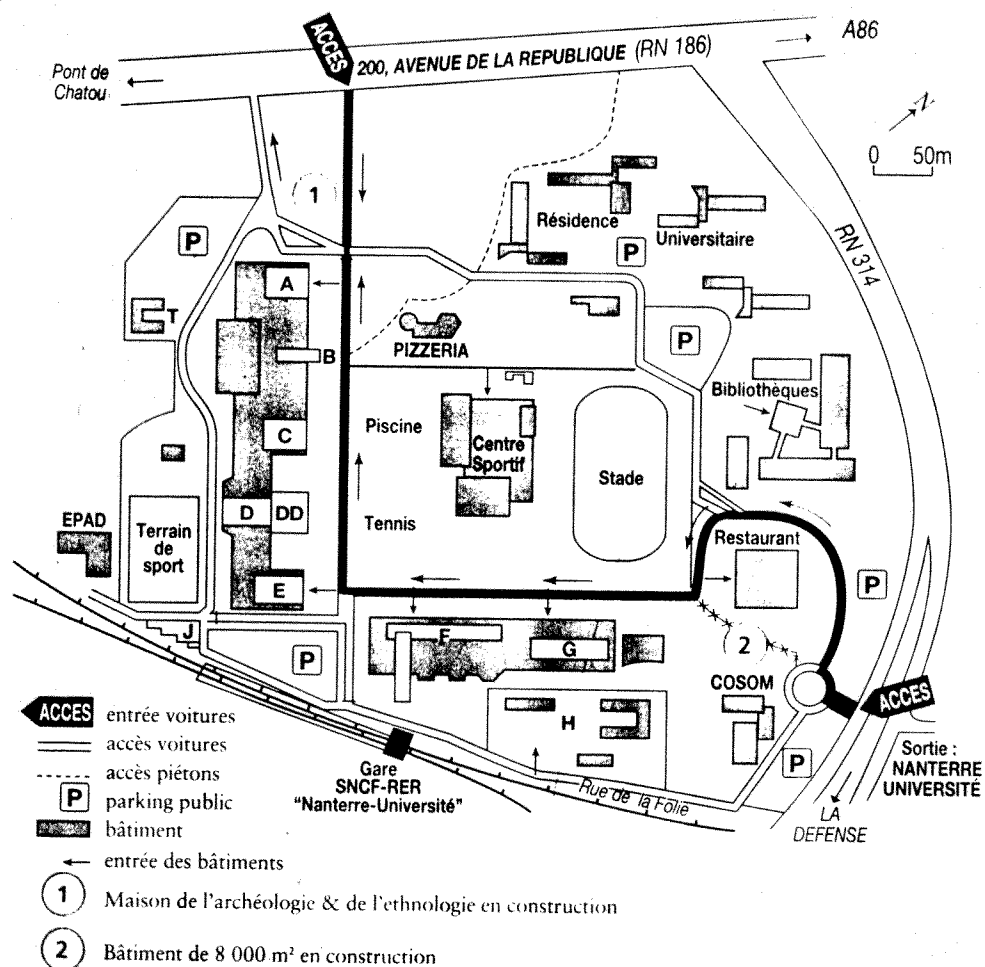 ACCES
200, AVENUE DE LA REPUBLIQUE (RN 186)
A86
Pont de
Chatou
N
0 50m
1
P
Résidence
P
Universitaire
RN 314
A
T
B
PIZZERIA
P
Bibliothèques
Piscine
C
Centre
Sportif
Stade
D
DD
Tennis
EPAD
Terrain
de
sport
Restaurant
E
P
J
P
F
G
2
COSOM
ACCES
H
P
Sortie :
NANTERRE
UNIVERSITÉ
Gare
SNCF-RER
"Nanterre-Université"
Rue de la Folie
LA
DEFENSE
ACCES entrée voitures
accès voitures
accès piétons
P parking public
bâtiment
entrée des bâtiments
1 Maison de l'archéologie & de l'ethnologie en construction
2 Bâtiment de 8 000 m² en construction